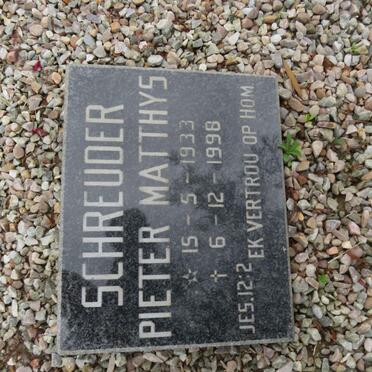 SCHREUDER
PIETER MATTHYS
☆ 15-5-1933
† 6-12-1998
JES.12:2
EK VERTROU OP HOM